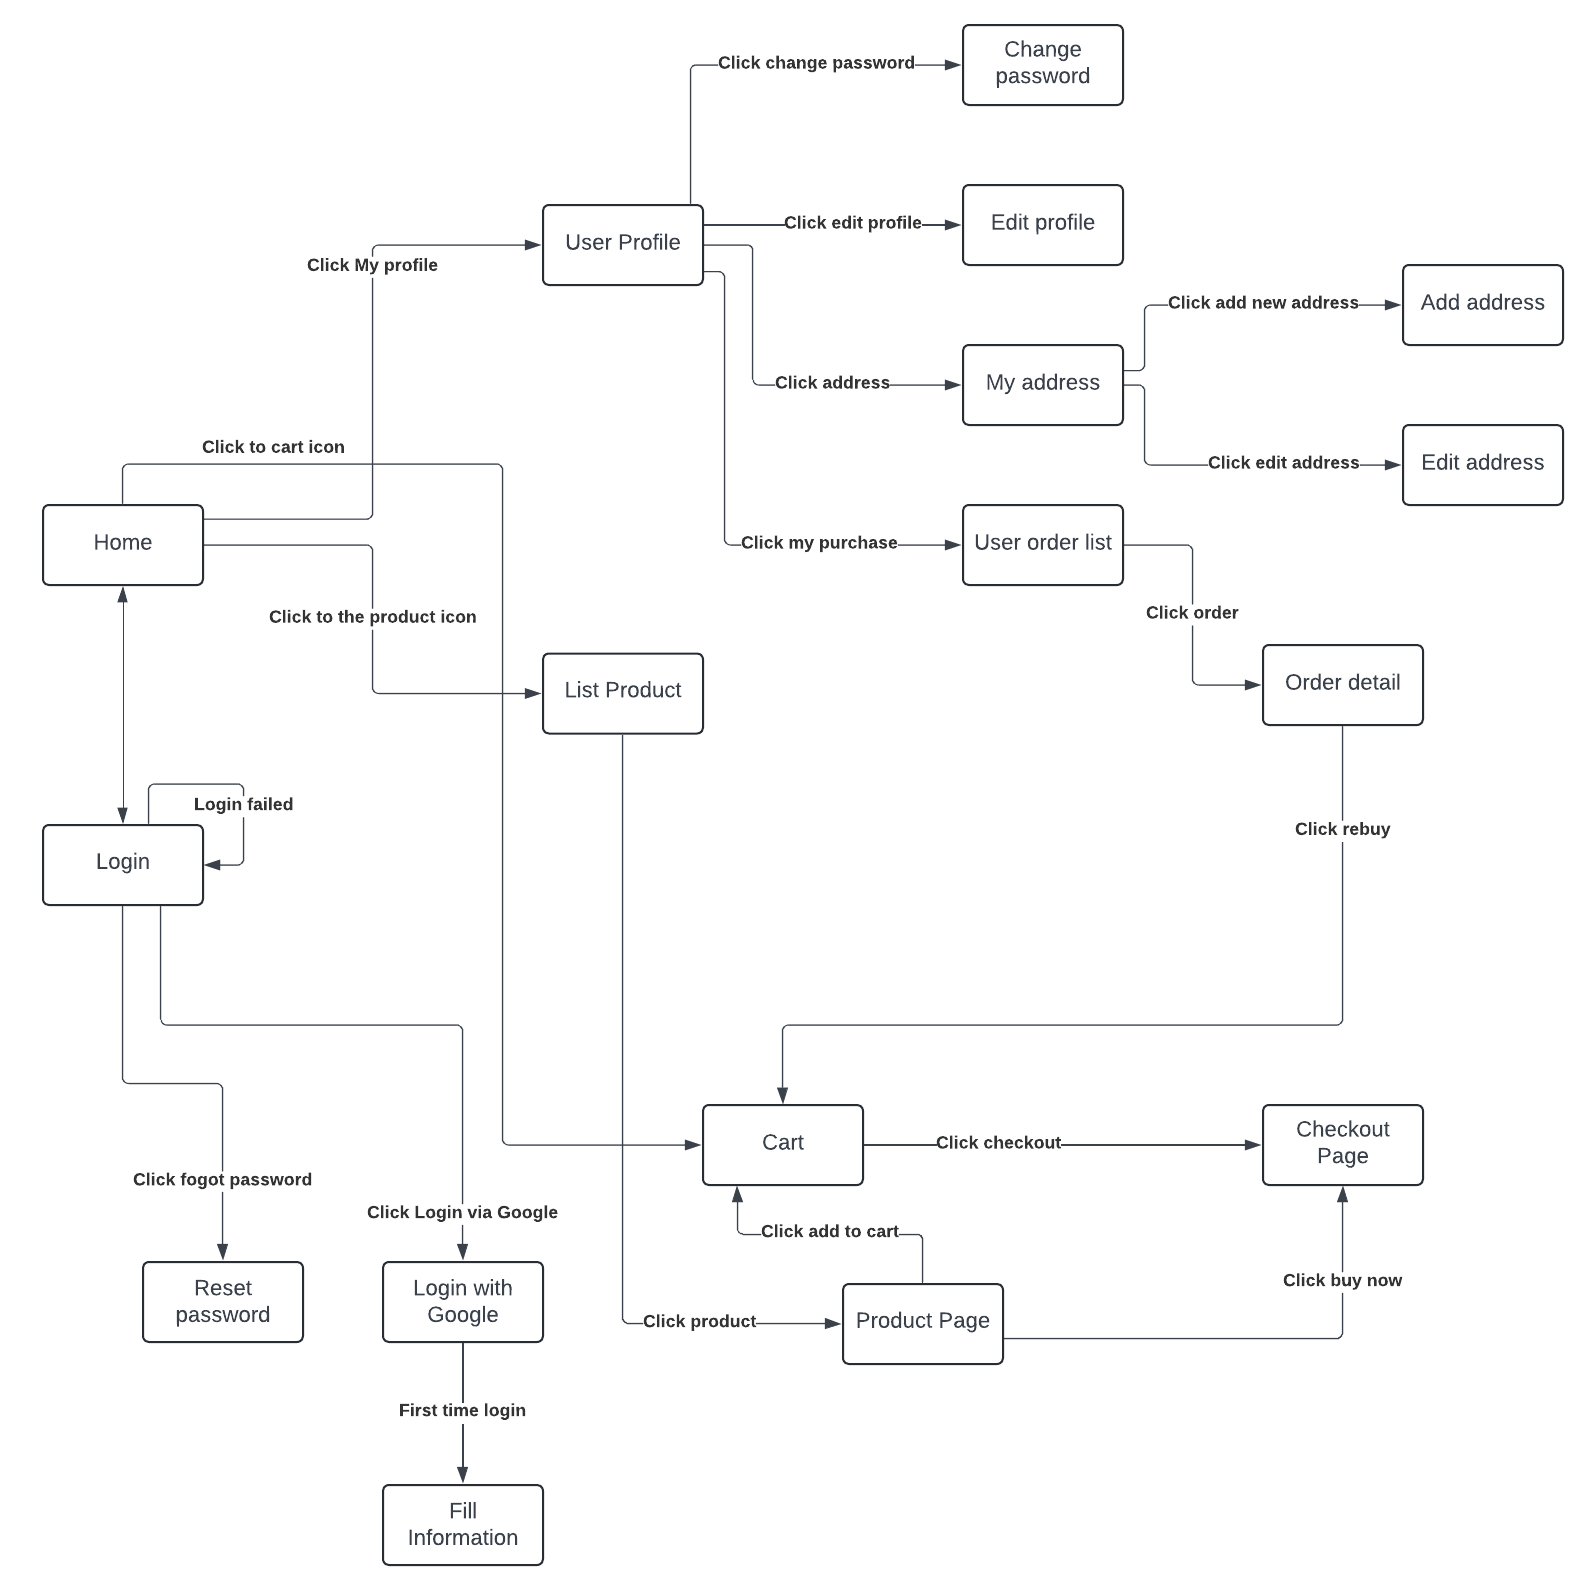 Change
password
Click change password
Edit profile
Click edit profile
User Profile
Click My profile
Add address
Click add new address
My address
Click address
Click to cart icon
Edit address
Click edit address
Home
Click my purchase
User order list
Click to the product icon
Click order
List Product
Order detail
Login failed
Click rebuy
Login
Cart
Click checkout
Checkout
Page
Click fogot password
Click Login via Google
Click add to cart
Click buy now
Reset
password
Login with
Google
Click product
Product Page
First time login
Fill
Information